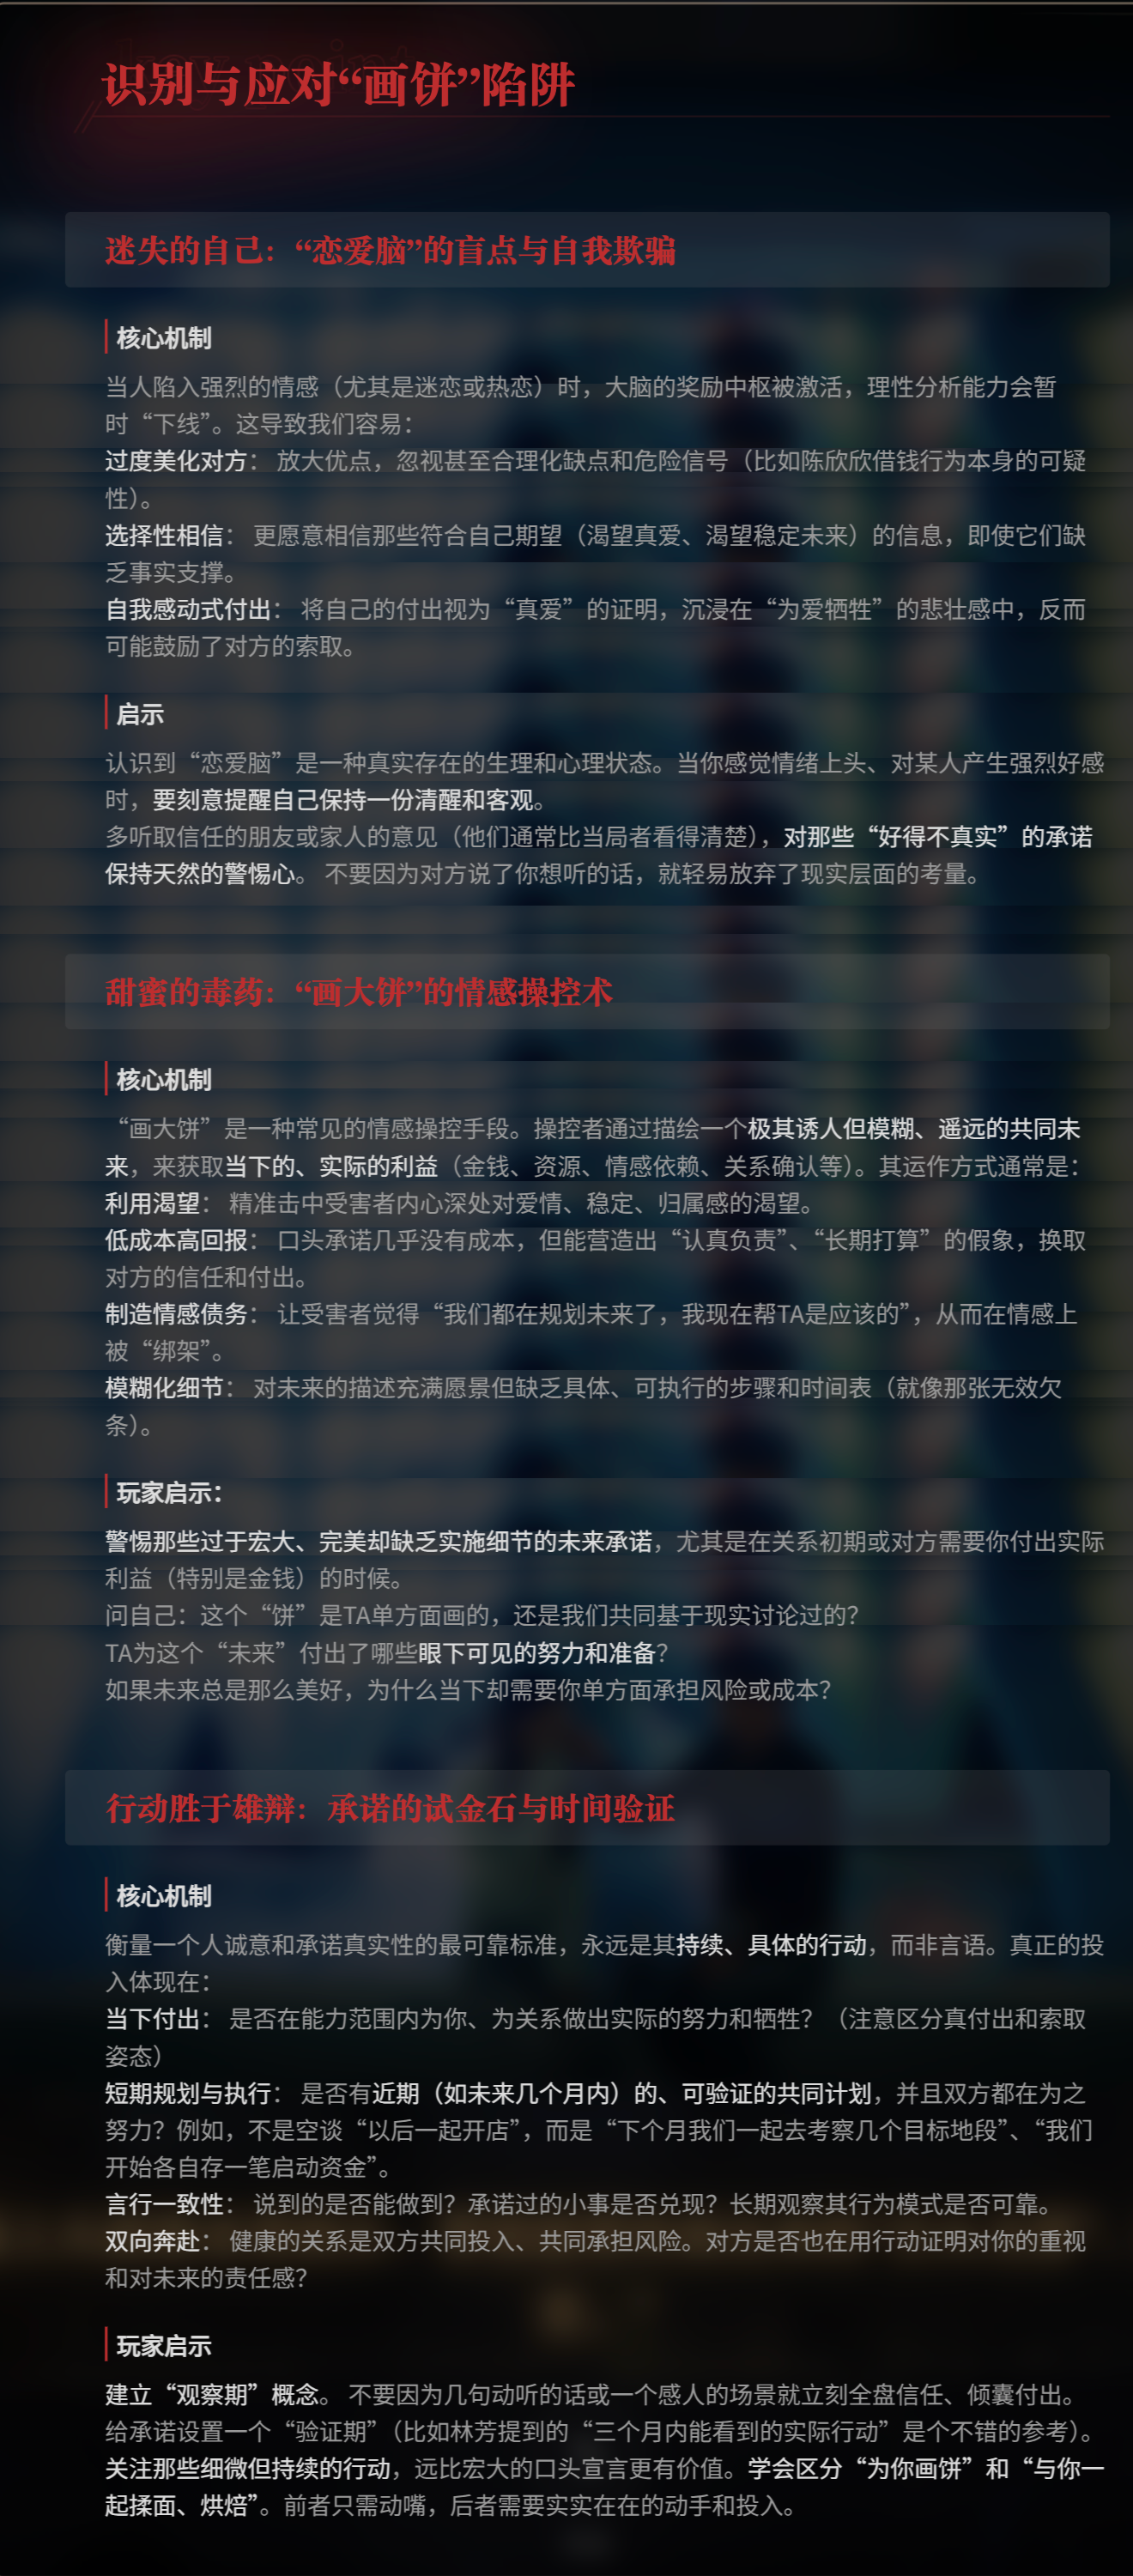 识别与应对“画饼”陷阱
迷失的自己：“恋爱脑”的盲点与自我欺骗
核心机制
当人陷入强烈的情感（尤其是迷恋或热恋）时，大脑的奖励中枢被激活，理性分析能力会暂
时“下线”。这导致我们容易：
过度美化对方： 放大优点，忽视甚至合理化缺点和危险信号（比如陈欣欣借钱行为本身的可疑
性）。
选择性相信： 更愿意相信那些符合自己期望（渴望真爱、渴望稳定未来）的信息，即使它们缺
乏事实支撑。
自我感动式付出： 将自己的付出视为“真爱”的证明，沉浸在“为爱牺牲”的悲壮感中，反而
可能鼓励了对方的索取。
启示
认识到“恋爱脑”是一种真实存在的生理和心理状态。当你感觉情绪上头、对某人产生强烈好感
时，要刻意提醒自己保持一份清醒和客观。
多听取信任的朋友或家人的意见（他们通常比当局者看得清楚），对那些“好得不真实”的承诺
保持天然的警惕心。 不要因为对方说了你想听的话，就轻易放弃了现实层面的考量。
甜蜜的毒药：“画大饼”的情感操控术
核心机制
“画大饼”是一种常见的情感操控手段。操控者通过描绘一个极其诱人但模糊、遥远的共同未
来，来获取当下的、实际的利益（金钱、资源、情感依赖、关系确认等）。其运作方式通常是：
利用渴望： 精准击中受害者内心深处对爱情、稳定、归属感的渴望。
低成本高回报： 口头承诺几乎没有成本，但能营造出“认真负责”、“长期打算”的假象，换取
对方的信任和付出。
制造情感债务： 让受害者觉得“我们都在规划未来了，我现在帮TA是应该的”，从而在情感上
被“绑架”。
模糊化细节： 对未来的描述充满愿景但缺乏具体、可执行的步骤和时间表（就像那张无效欠
条）。
玩家启示：
警惕那些过于宏大、完美却缺乏实施细节的未来承诺，尤其是在关系初期或对方需要你付出实际
利益（特别是金钱）的时候。
问自己：这个“饼”是TA单方面画的，还是我们共同基于现实讨论过的？
TA为这个“未来”付出了哪些眼下可见的努力和准备？
如果未来总是那么美好，为什么当下却需要你单方面承担风险或成本？
行动胜于雄辩：承诺的试金石与时间验证
核心机制
衡量一个人诚意和承诺真实性的最可靠标准，永远是其持续、具体的行动，而非言语。真正的投
入体现在：
当下付出： 是否在能力范围内为你、为关系做出实际的努力和牺牲？（注意区分真付出和索取
姿态）
短期规划与执行： 是否有近期（如未来几个月内）的、可验证的共同计划，并且双方都在为之
努力？例如，不是空谈“以后一起开店”，而是“下个月我们一起去考察几个目标地段”、“我们
开始各自存一笔启动资金”。
言行一致性： 说到的是否能做到？承诺过的小事是否兑现？长期观察其行为模式是否可靠。
双向奔赴： 健康的关系是双方共同投入、共同承担风险。对方是否也在用行动证明对你的重视
和对未来的责任感？
玩家启示
建立“观察期”概念。 不要因为几句动听的话或一个感人的场景就立刻全盘信任、倾囊付出。
给承诺设置一个“验证期”（比如林芳提到的“三个月内能看到的实际行动”是个不错的参考）。
关注那些细微但持续的行动，远比宏大的口头宣言更有价值。学会区分“为你画饼”和“与你一
起揉面、烘焙”。前者只需动嘴，后者需要实实在在的动手和投入。